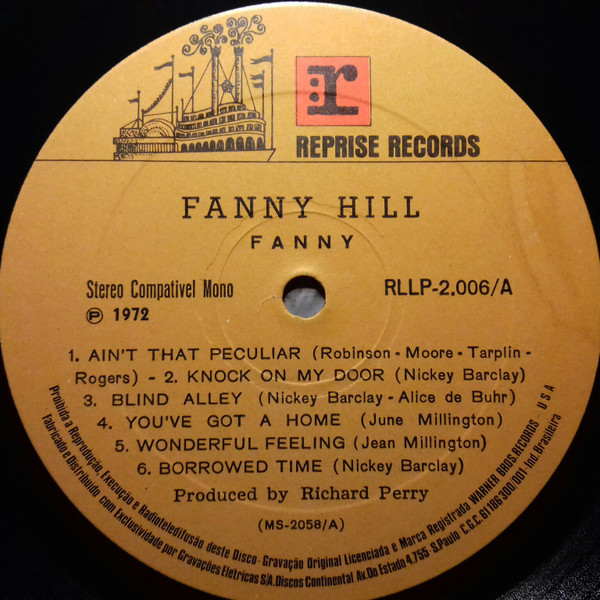 :r
REPRISE RECORDS
FANNY HILL
FANNY
Stereo Compativel Mono
RLLP-2.006/A
℗ 1972
1. AIN'T THAT PECULIAR (Robinson - Moore - Tarplin -
Rogers) - 2. KNOCK ON MY DOOR (Nickey Barclay)
3. BLIND ALLEY (Nickey Barclay - Alice de Buhr)
4. YOU'VE GOT A HOME (June Millington)
5. WONDERFUL FEELING (Jean Millington)
6. BORROWED TIME (Nickey Barclay)
Produced by Richard Perry
(MS-2058/A)
Proibida a Reprodução, Execução e Radioteledifusão deste Disco-Gravação Original Licenciada e Marca Registrada WARNER BROS.RECORDS - USA
Fabricado e Distribuido com Exclusividade por Gravações Eletricas S/A.Discos Continental Av.Do Estado 4.755-S.Paulo C.G.C. 61 186 300/001 Ind Brasileira